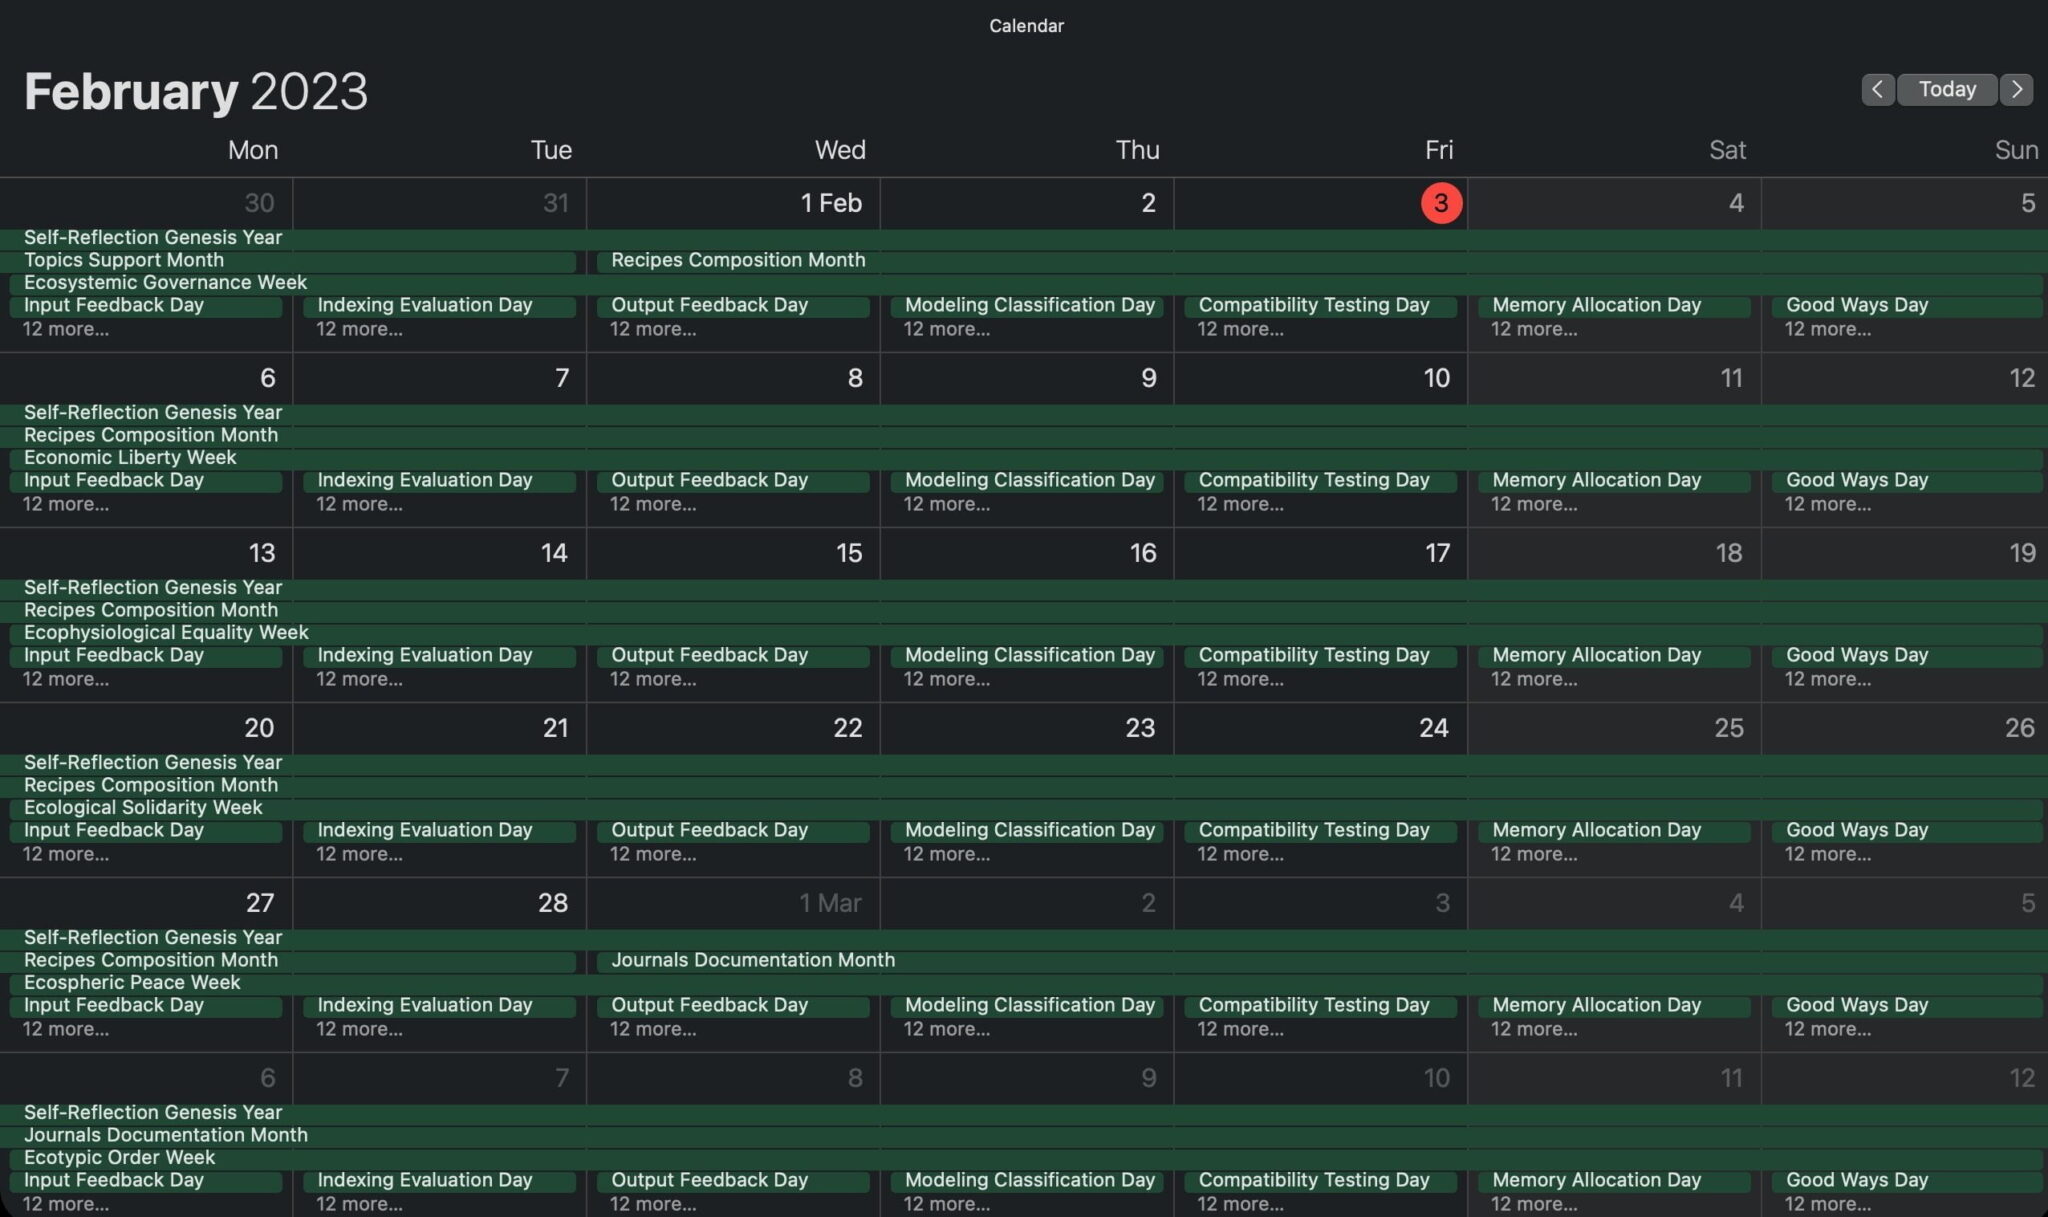 Calendar
February 2023
Today
Mon Tue Wed Thu Fri Sat Sun
30 31 1 Feb 2 3 4 5
Self-Reflection Genesis Year
Topics Support Month Recipes Composition Month
Ecosystemic Governance Week
Input Feedback Day Indexing Evaluation Day Output Feedback Day Modeling Classification Day Compatibility Testing Day Memory Allocation Day Good Ways Day
12 more... 12 more... 12 more... 12 more... 12 more... 12 more... 12 more...
6 7 8 9 10 11 12
Self-Reflection Genesis Year
Recipes Composition Month
Economic Liberty Week
Input Feedback Day Indexing Evaluation Day Output Feedback Day Modeling Classification Day Compatibility Testing Day Memory Allocation Day Good Ways Day
12 more... 12 more... 12 more... 12 more... 12 more... 12 more... 12 more...
13 14 15 16 17 18 19
Self-Reflection Genesis Year
Recipes Composition Month
Ecophysiological Equality Week
Input Feedback Day Indexing Evaluation Day Output Feedback Day Modeling Classification Day Compatibility Testing Day Memory Allocation Day Good Ways Day
12 more... 12 more... 12 more... 12 more... 12 more... 12 more... 12 more...
20 21 22 23 24 25 26
Self-Reflection Genesis Year
Recipes Composition Month
Ecological Solidarity Week
Input Feedback Day Indexing Evaluation Day Output Feedback Day Modeling Classification Day Compatibility Testing Day Memory Allocation Day Good Ways Day
12 more... 12 more... 12 more... 12 more... 12 more... 12 more... 12 more...
27 28 1 Mar 2 3 4 5
Self-Reflection Genesis Year
Recipes Composition Month Journals Documentation Month
Ecospheric Peace Week
Input Feedback Day Indexing Evaluation Day Output Feedback Day Modeling Classification Day Compatibility Testing Day Memory Allocation Day Good Ways Day
12 more... 12 more... 12 more... 12 more... 12 more... 12 more... 12 more...
6 7 8 9 10 11 12
Self-Reflection Genesis Year
Journals Documentation Month
Ecotypic Order Week
Input Feedback Day Indexing Evaluation Day Output Feedback Day Modeling Classification Day Compatibility Testing Day Memory Allocation Day Good Ways Day
12 more... 12 more... 12 more... 12 more... 12 more... 12 more... 12 more...